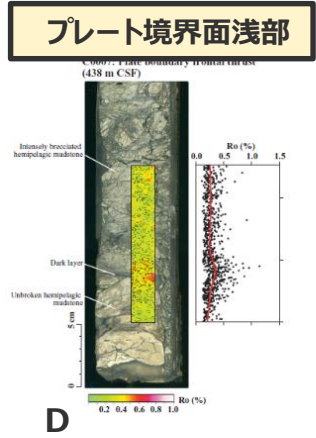 プレート境界面浅部
C0007: Plate boundary frontal thrust
(438 m CSF)
Intensely brecciated
hemipelagic mudstone
Ro (%)
0.0 0.5 1.0 1.5
Dark layer
Unbroken hemipelagic
mudstone
5 cm
0
Ro (%)
0.2 0.4 0.6 0.8 1.0
D